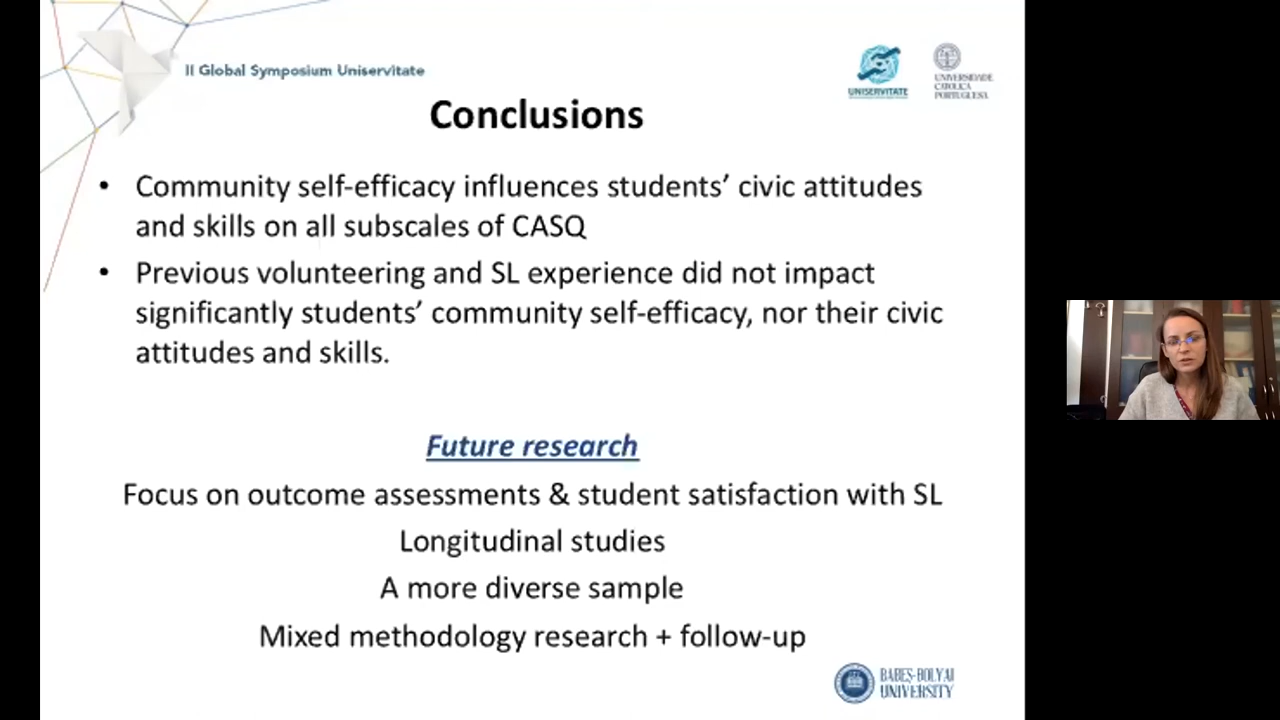 II Global Symposium Uniservitate
UNISERVITATE
UNIVERSIDADE
CATOLICA
PORTUGUESA
Conclusions
• Community self-efficacy influences students’ civic attitudes
and skills on all subscales of CASQ
• Previous volunteering and SL experience did not impact
significantly students’ community self-efficacy, nor their civic
attitudes and skills.
Future research
Focus on outcome assessments & student satisfaction with SL
Longitudinal studies
A more diverse sample
Mixed methodology research + follow-up
BABEȘ-BOLYAI
UNIVERSITY